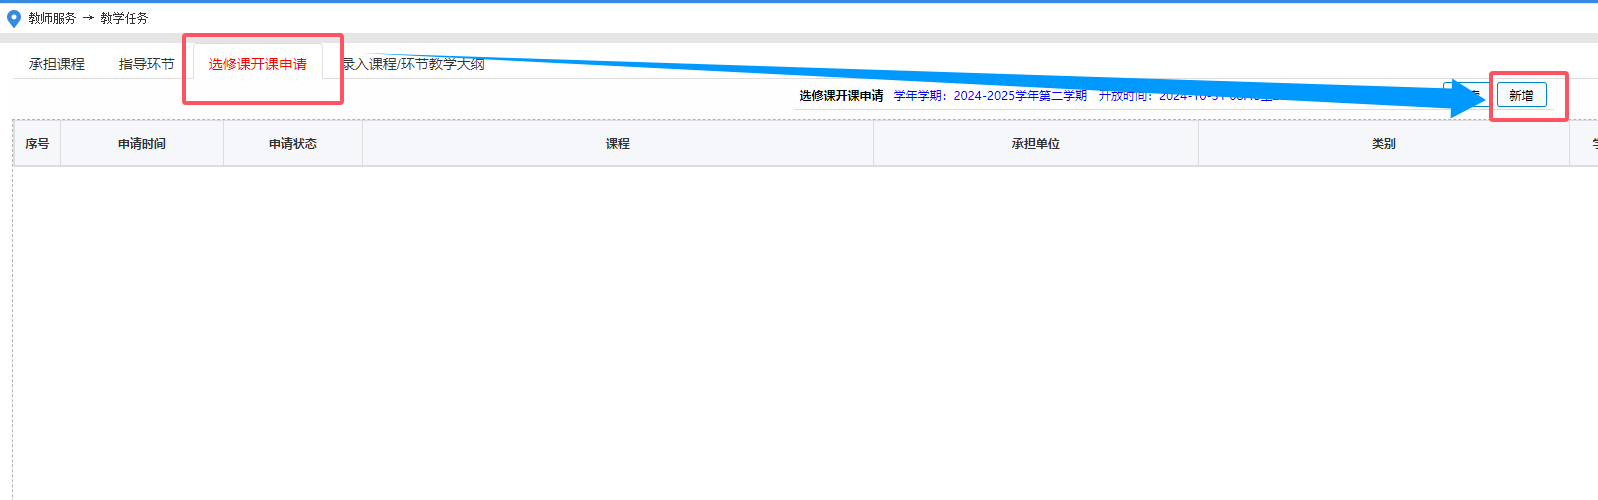 教师服务 → 教学任务
承担课程 指导环节 选修课开课申请 录入课程/环节教学大纲
选修课开课申请 学年学期：2024-2025学年第二学期 开放时间： 新增
序号 申请时间 申请状态 课程 承担单位 类别